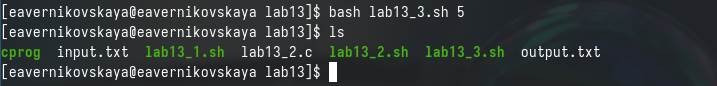 [eavernikovskaya@eavernikovskaya lab13]$ bash lab13_3.sh 5
[eavernikovskaya@eavernikovskaya lab13]$ ls
cprog input.txt lab13_1.sh lab13_2.c lab13_2.sh lab13_3.sh output.txt
[eavernikovskaya@eavernikovskaya lab13]$